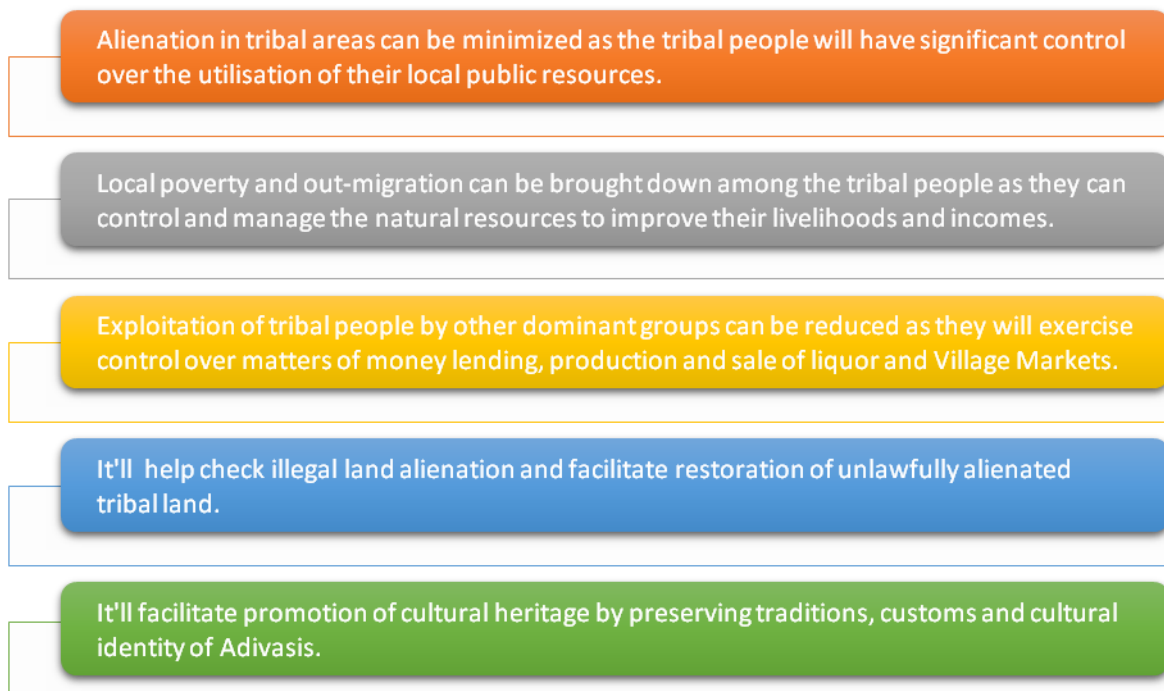 Alienation in tribal areas can be minimized as the tribal people will have significant control
over the utilisation of their local public resources.
Local poverty and out-migration can be brought down among the tribal people as they can
control and manage the natural resources to improve their livelihoods and incomes.
Exploitation of tribal people by other dominant groups can be reduced as they will exercise
control over matters of money lending, production and sale of liquor and Village Markets.
It'll help check illegal land alienation and facilitate restoration of unlawfully alienated
tribal land.
It'll facilitate promotion of cultural heritage by preserving traditions, customs and cultural
identity of Adivasis.